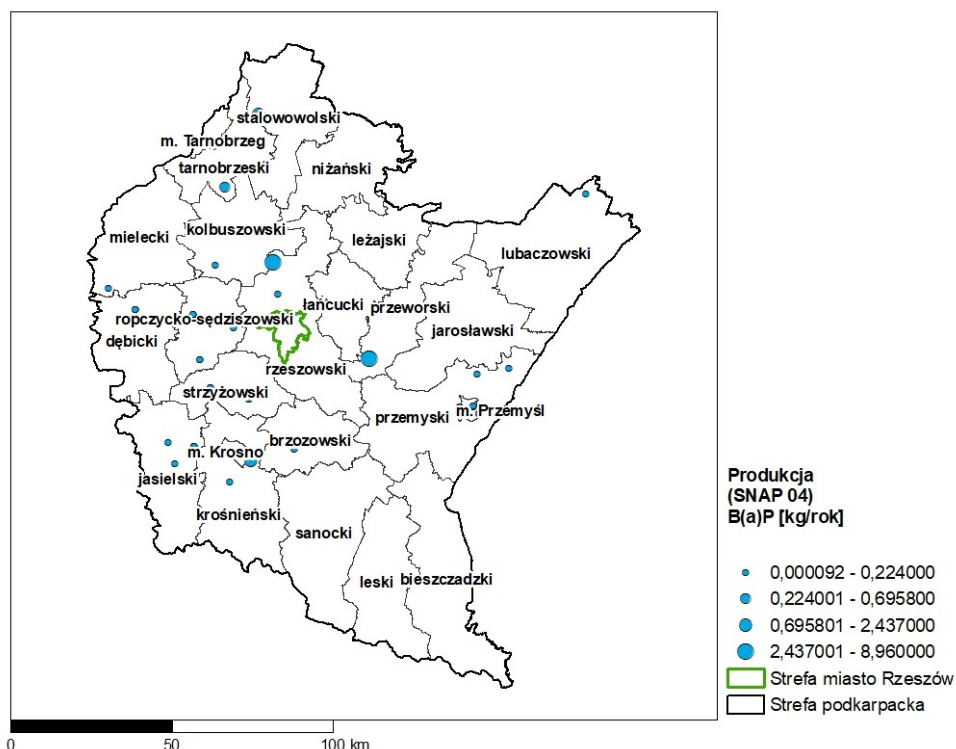 stalowowolski
m. Tarnobrzeg
tarnobrzeski
niżański
mielecki
kolbuszowski
leżajski
lubaczowski
łańcucki
przeworski
ropczycko-sędziszowski
jarosławski
dębicki
rzeszowski
strzyżowski
przemyski
m. Przemyśl
brzozowski
m. Krosno
jasielski
krośnieński
sanocki
leski
bieszczadzki
Produkcja
(SNAP 04)
B(a)P [kg/rok]
0,000092 - 0,224000
0,224001 - 0,695800
0,695801 - 2,437000
2,437001 - 8,960000
Strefa miasto Rzeszów
Strefa podkarpacka
0
50
100 km